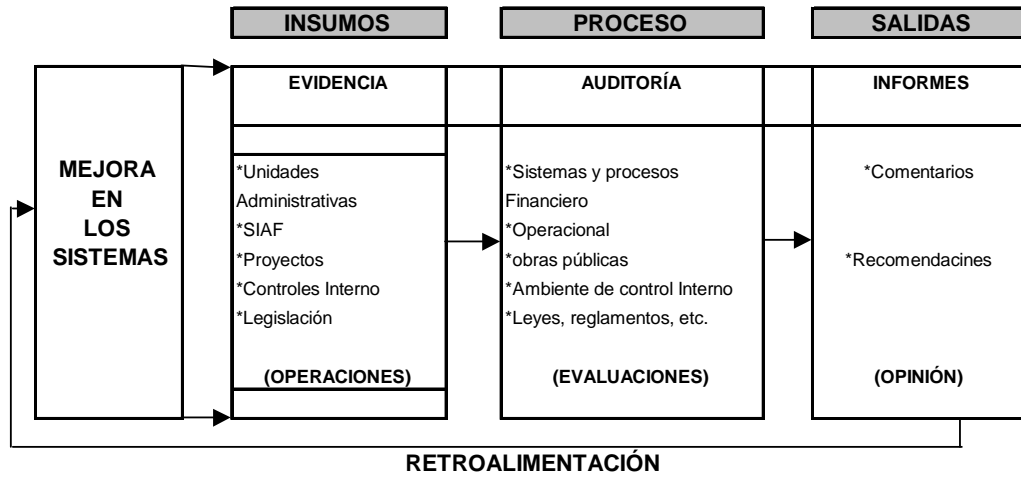 INSUMOS
PROCESO
SALIDAS
EVIDENCIA
AUDITORÍA
INFORMES
MEJORA
EN
LOS
SISTEMAS
*Unidades
Administrativas
*SIAF
*Proyectos
*Controles Interno
*Legislación
(OPERACIONES)
*Sistemas y procesos
Financiero
*Operacional
*obras públicas
*Ambiente de control Interno
*Leyes, reglamentos, etc.
(EVALUACIONES)
*Comentarios
*Recomendacines
(OPINIÓN)
RETROALIMENTACIÓN